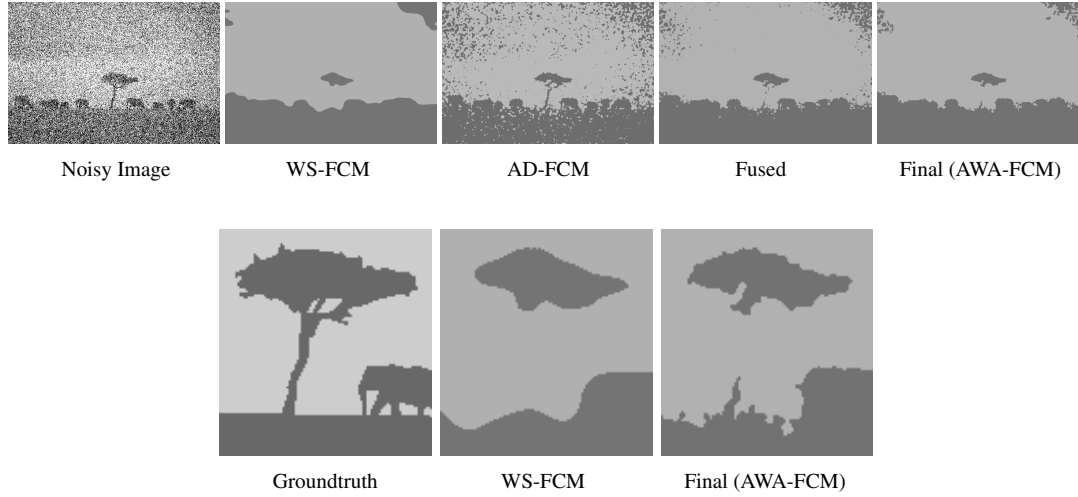 Noisy Image WS-FCM AD-FCM Fused Final (AWA-FCM)
Groundtruth WS-FCM Final (AWA-FCM)